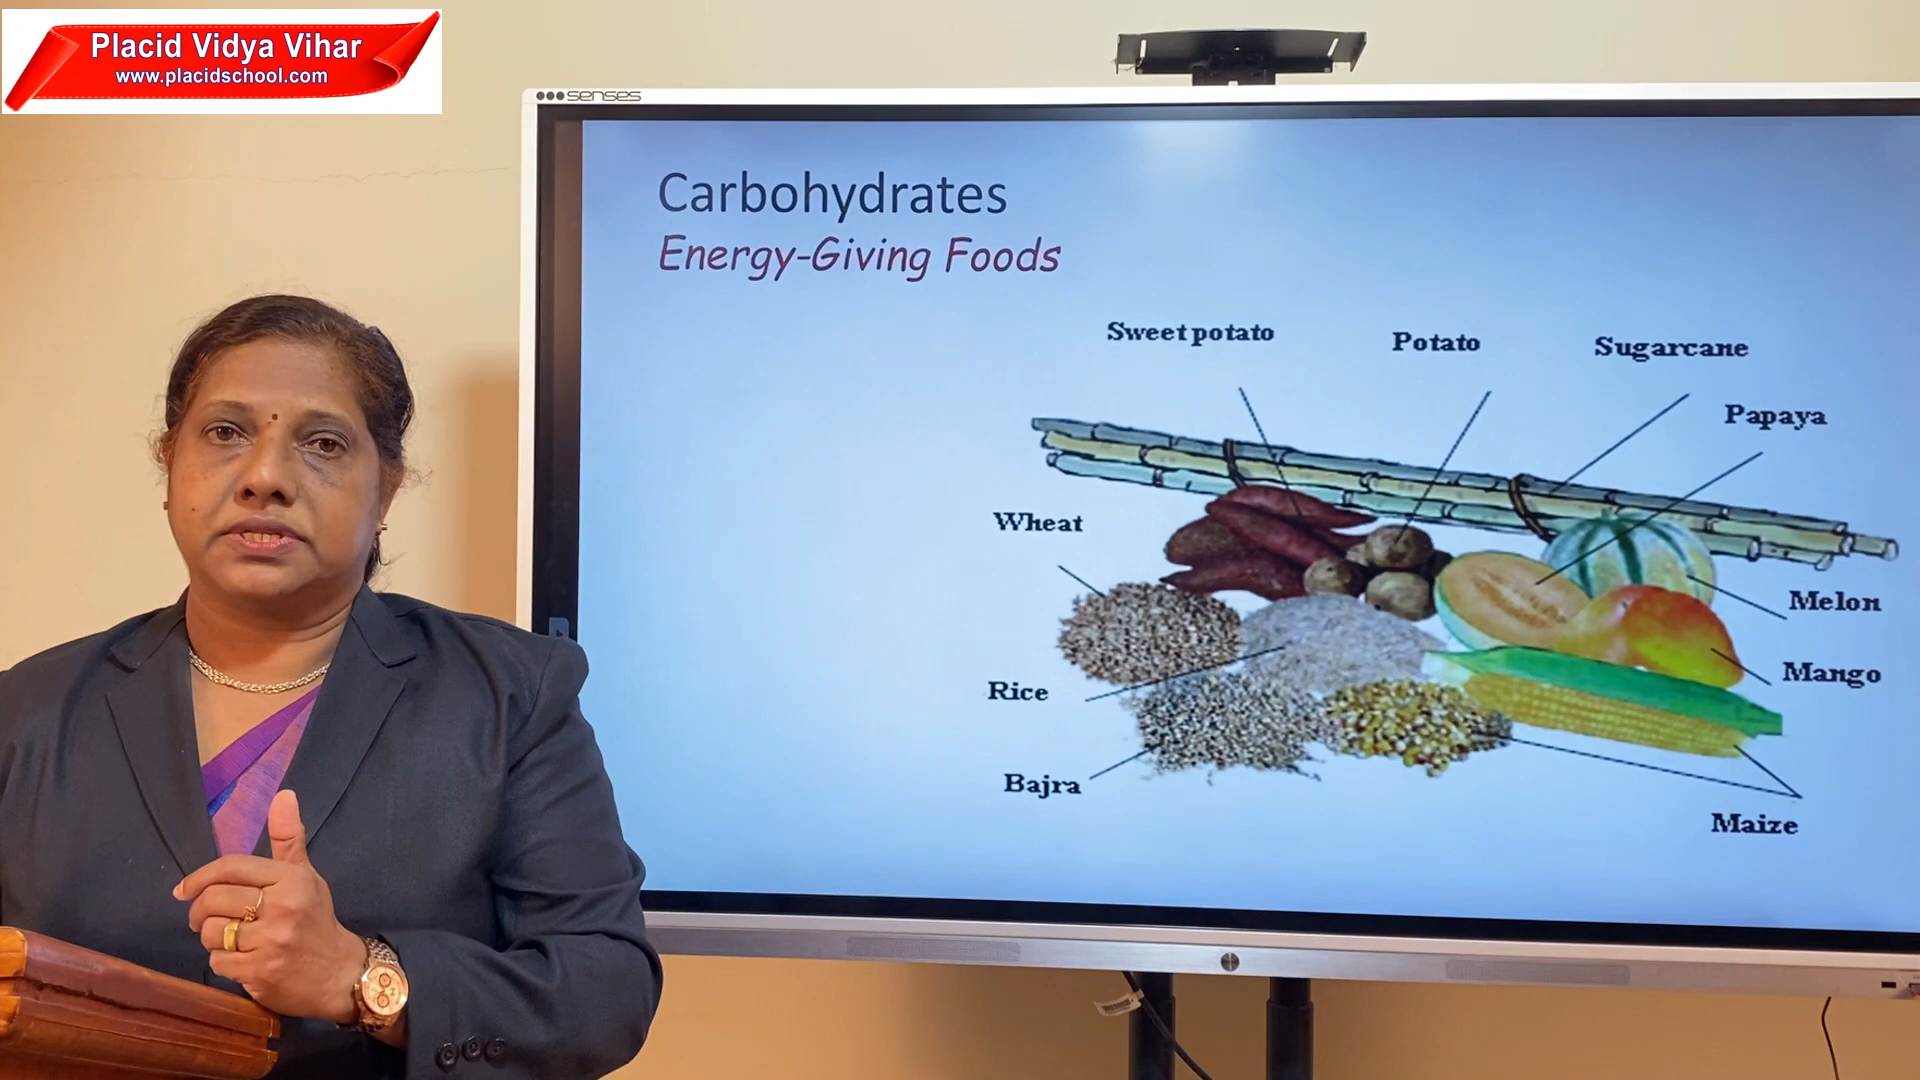 Placid Vidya Vihar
www.placidschool.com
senses
Carbohydrates
Energy-Giving Foods
Sweet potato
Potato
Sugarcane
Papaya
Wheat
Melon
Mango
Rice
Bajra
Maize